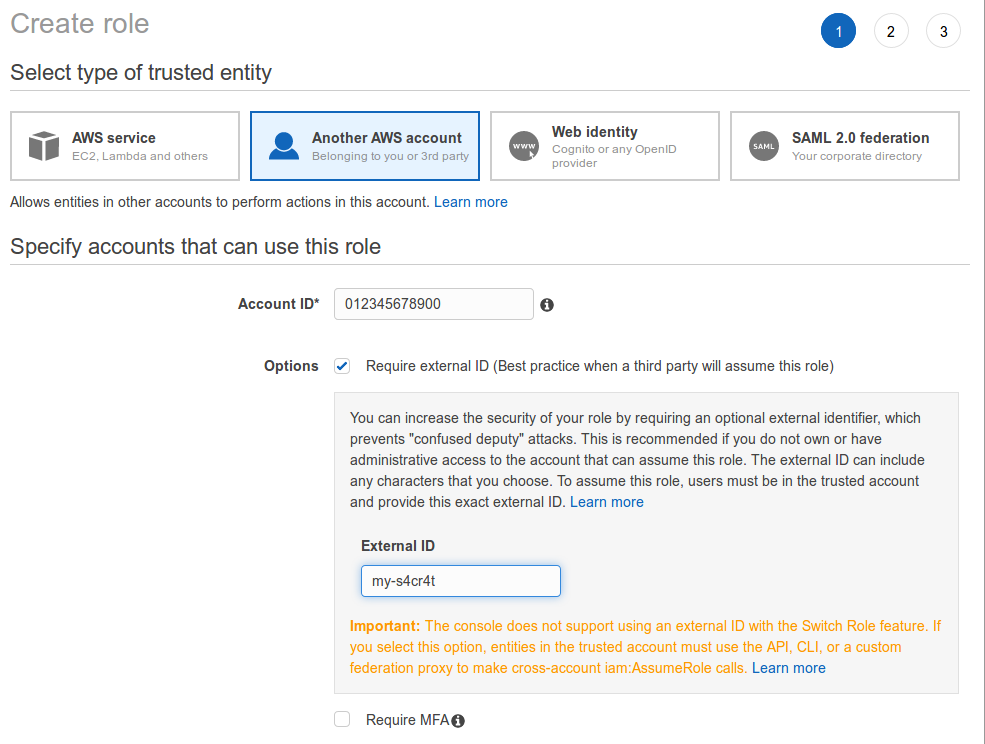 Create role
1 2 3
Select type of trusted entity
AWS service
EC2, Lambda and others
Another AWS account
Belonging to you or 3rd party
www
Web identity
Cognito or any OpenID
provider
SAML
SAML 2.0 federation
Your corporate directory
Allows entities in other accounts to perform actions in this account. Learn more
Specify accounts that can use this role
Account ID* 012345678900
Options Require external ID (Best practice when a third party will assume this role)
You can increase the security of your role by requiring an optional external identifier, which
prevents "confused deputy" attacks. This is recommended if you do not own or have
administrative access to the account that can assume this role. The external ID can include
any characters that you choose. To assume this role, users must be in the trusted account
and provide this exact external ID. Learn more
External ID
my-s4cr4t
Important: The console does not support using an external ID with the Switch Role feature. If
you select this option, entities in the trusted account must use the API, CLI, or a custom
federation proxy to make cross-account iam:AssumeRole calls. Learn more
Require MFA